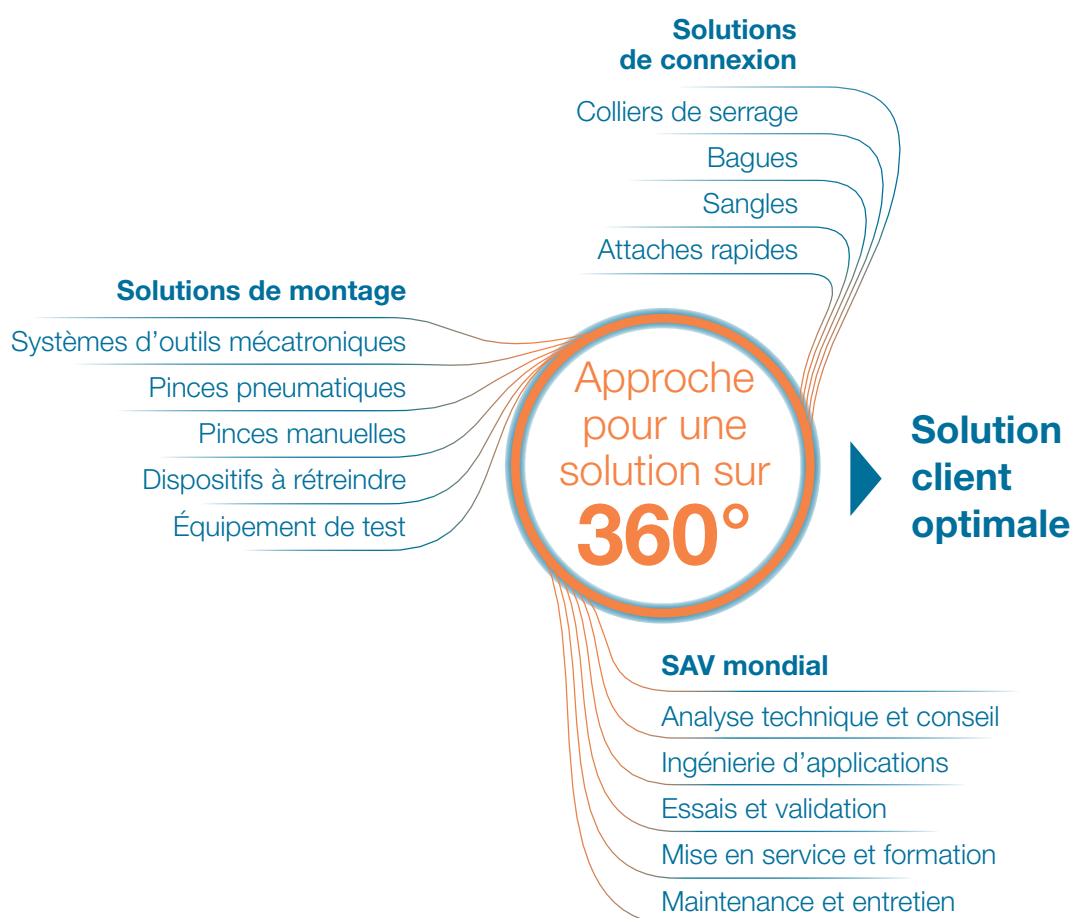 Solutions
de connexion
Colliers de serrage
Bagues
Sangles
Attaches rapides
Solutions de montage
Systèmes d’outils mécatroniques
Pinces pneumatiques
Pinces manuelles
Dispositifs à rétreindre
Équipement de test
Approche
pour une
solution sur
360°
Solution
client
optimale
SAV mondial
Analyse technique et conseil
Ingénierie d’applications
Essais et validation
Mise en service et formation
Maintenance et entretien